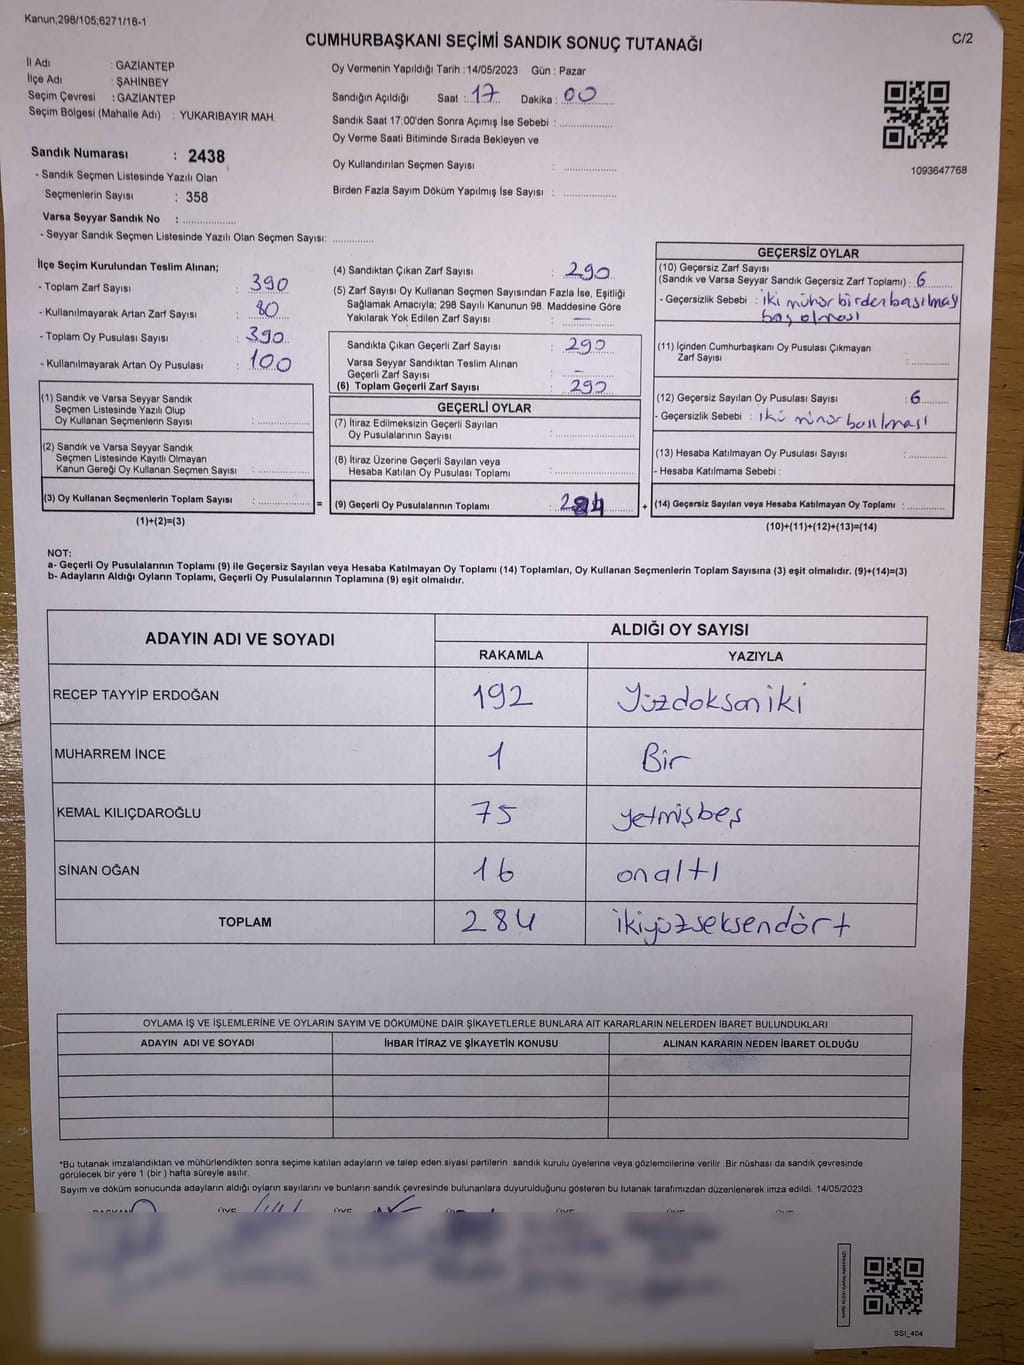 Kanun;298/105;6271/18-1
C/2
CUMHURBAŞKANI SEÇİMİ SANDIK SONUÇ TUTANAĞI
İl Adı : GAZİANTEP
İlçe Adı : ŞAHİNBEY
Seçim Çevresi : GAZİANTEP
Seçim Bölgesi (Mahalle Adı) : YUKARIBAYIR MAH.
Oy Vermenin Yapıldığı Tarih :14/05/2023 Gün : Pazar
Sandığın Açıldığı Saat : 17 Dakika : 00
Sandık Saat 17:00'den Sonra Açımış İse Sebebi :
Oy Verme Saati Bitiminde Sırada Bekleyen ve
Oy Kullandırılan Seçmen Sayısı :
Birden Fazla Sayım Döküm Yapılmış İse Sayısı :
1093647768
Sandık Numarası : 2438
- Sandık Seçmen Listesinde Yazılı Olan
Seçmenlerin Sayısı : 358
Varsa Seyyar Sandık No :
- Seyyar Sandık Seçmen Listesinde Yazılı Olan Seçmen Sayısı:
İlçe Seçim Kurulundan Teslim Alınan;
- Toplam Zarf Sayısı : 390
- Kullanılmayarak Artan Zarf Sayısı : 80
- Toplam Oy Pusulası Sayısı : 390
- Kullanılmayarak Artan Oy Pusulası : 100
(1) Sandık ve Varsa Seyyar Sandık
Seçmen Listesinde Yazılı Olup
Oy Kullanan Seçmenlerin Sayısı :
(2) Sandık ve Varsa Seyyar Sandık
Seçmen Listesinde Kayıtlı Olmayan
Kanun Gereği Oy Kullanan Seçmen Sayısı :
(3) Oy Kullanan Seçmenlerin Toplam Sayısı : =
(1)+(2)=(3)
(4) Sandıktan Çıkan Zarf Sayısı : 290
(5) Zarf Sayısı Oy Kullanan Seçmen Sayısından Fazla İse, Eşitliği
Sağlamak Amacıyla; 298 Sayılı Kanunun 98. Maddesine Göre
Yakılarak Yok Edilen Zarf Sayısı : —
Sandıkta Çıkan Geçerli Zarf Sayısı : 290
Varsa Seyyar Sandıktan Teslim Alınan
Geçerli Zarf Sayısı : —
(6) Toplam Geçerli Zarf Sayısı : 290
GEÇERLİ OYLAR
(7) İtiraz Edilmeksizin Geçerli Sayılan
Oy Pusulalarının Sayısı :
(8) İtiraz Üzerine Geçerli Sayılan veya
Hesaba Katılan Oy Pusulası Toplamı :
(9) Geçerli Oy Pusulalarının Toplamı : 284 +
GEÇERSİZ OYLAR
(10) Geçersiz Zarf Sayısı
(Sandık ve Varsa Seyyar Sandık Geçersiz Zarf Toplamı) : 6
- Geçersizlik Sebebi : iki mühür birden basılması
boş olması
(11) İçinden Cumhurbaşkanı Oy Pusulası Çıkmayan
Zarf Sayısı :
(12) Geçersiz Sayılan Oy Pusulası Sayısı : 6
- Geçersizlik Sebebi : iki mühür basılması
(13) Hesaba Katılmayan Oy Pusulası Sayısı :
- Hesaba Katılmama Sebebi :
(14) Geçersiz Sayılan veya Hesaba Katılmayan Oy Toplamı :
(10)+(11)+(12)+(13)=(14)
NOT:
a- Geçerli Oy Pusulalarının Toplamı (9) ile Geçersiz Sayılan veya Hesaba Katılmayan Oy Toplamı (14) Toplamları, Oy Kullanan Seçmenlerin Toplam Sayısına (3) eşit olmalıdır. (9)+(14)=(3)
b- Adayların Aldığı Oyların Toplamı, Geçerli Oy Pusulalarının Toplamına (9) eşit olmalıdır.
ADAYIN ADI VE SOYADI ALDIĞI OY SAYISI
RAKAMLA YAZIYLA
RECEP TAYYİP ERDOĞAN 192 Yüzdoksaniki
MUHARREM İNCE 1 Bir
KEMAL KILIÇDAROĞLU 75 yetmişbeş
SİNAN OĞAN 16 onaltı
TOPLAM 284 ikiyüzseksendört
OYLAMA İŞ VE İŞLEMLERİNE VE OYLARIN SAYIM VE DÖKÜMÜNE DAİR ŞİKAYETLERLE BUNLARA AİT KARARLARIN NELERDEN İBARET BULUNDUKLARI
ADAYIN ADI VE SOYADI İHBAR İTİRAZ VE ŞİKAYETİN KONUSU ALINAN KARARIN NEDEN İBARET OLDUĞU
*Bu tutanak imzalandıktan ve mühürlendikten sonra seçime katılan adayların ve talep eden siyasi partilerin sandık kurulu üyelerine veya gözlemcilerine verilir. Bir nüshası da sandık çevresinde
görülecek bir yere 1 (bir) hafta süreyle asılır.
Sayım ve döküm sonucunda adayların aldığı oyların sayılarını ve bunların sandık çevresinde bulunanlara duyurulduğunu gösteren bu tutanak tarafımızdan düzenlenerek imza edildi. 14/05/2023
SSI_404